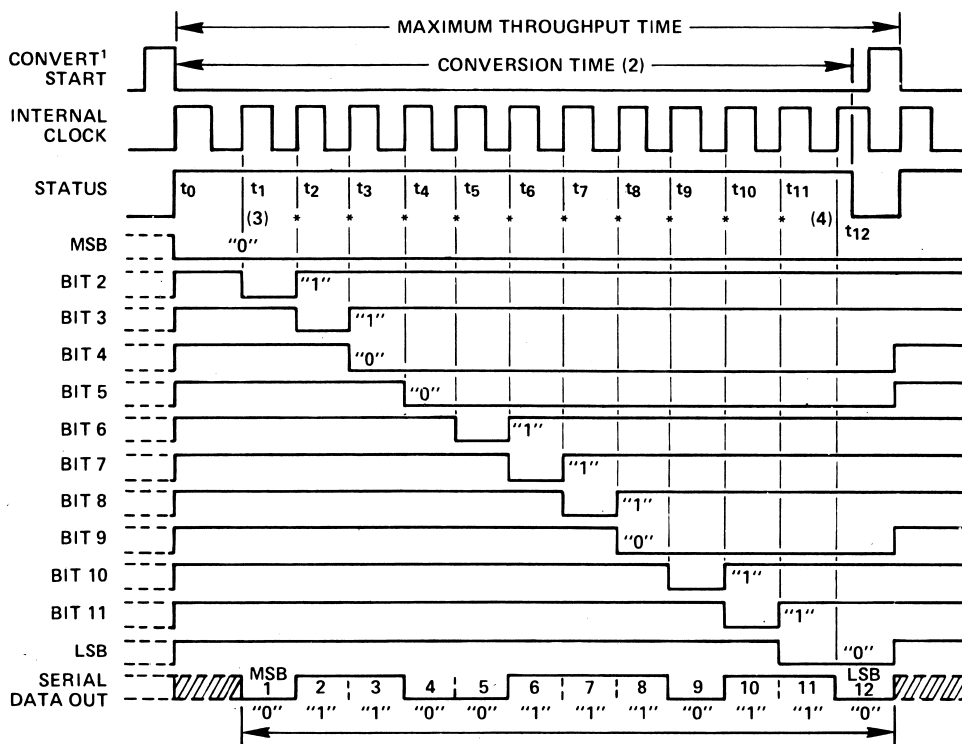 MAXIMUM THROUGHPUT TIME
CONVERT¹
START
CONVERSION TIME (2)
INTERNAL
CLOCK
STATUS
t0 t1 t2 t3 t4 t5 t6 t7 t8 t9 t10 t11
(3) * * * * * * * * * * (4) t12
MSB "0"
BIT 2 "1"
BIT 3 "1"
BIT 4 "0"
BIT 5 "0"
BIT 6 "1"
BIT 7 "1"
BIT 8 "1"
BIT 9 "0"
BIT 10 "1"
BIT 11 "1"
LSB "0"
SERIAL
DATA OUT
MSB LSB
1 2 3 4 5 6 7 8 9 10 11 12
"0" "1" "1" "0" "0" "1" "1" "1" "0" "1" "1" "0"